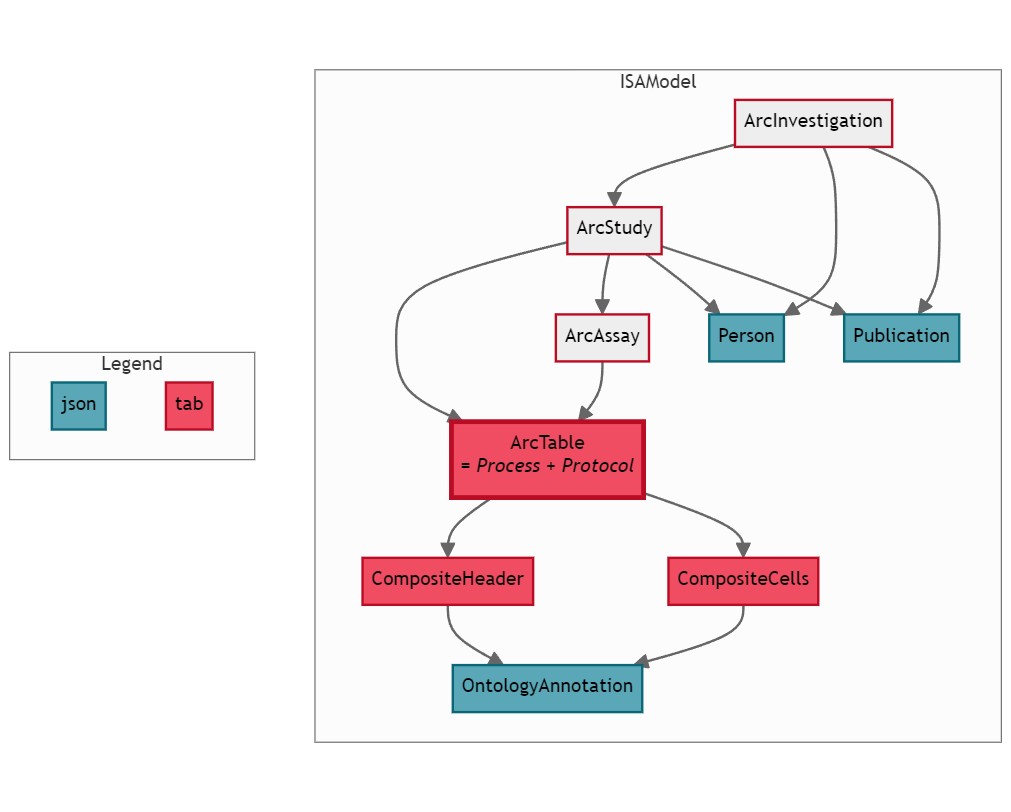 ISAModel
ArcInvestigation
ArcStudy
ArcAssay
Person
Publication
Legend
json
tab
ArcTable
= Process + Protocol
CompositeHeader
CompositeCells
OntologyAnnotation